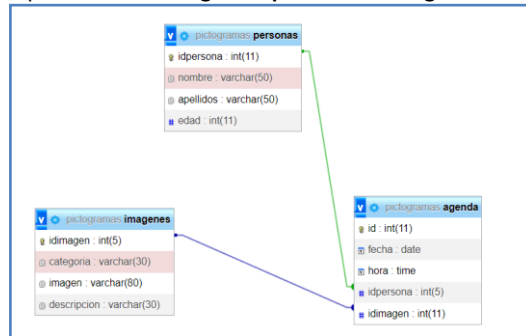 pictogramas personas
idpersona : int(11)
nombre : varchar(50)
apellidos : varchar(50)
edad : int(11)
pictogramas imagenes
idimagen : int(5)
categoria : varchar(30)
imagen : varchar(80)
descripcion : varchar(30)
pictogramas agenda
id : int(11)
fecha : date
hora : time
idpersona : int(5)
idimagen : int(11)